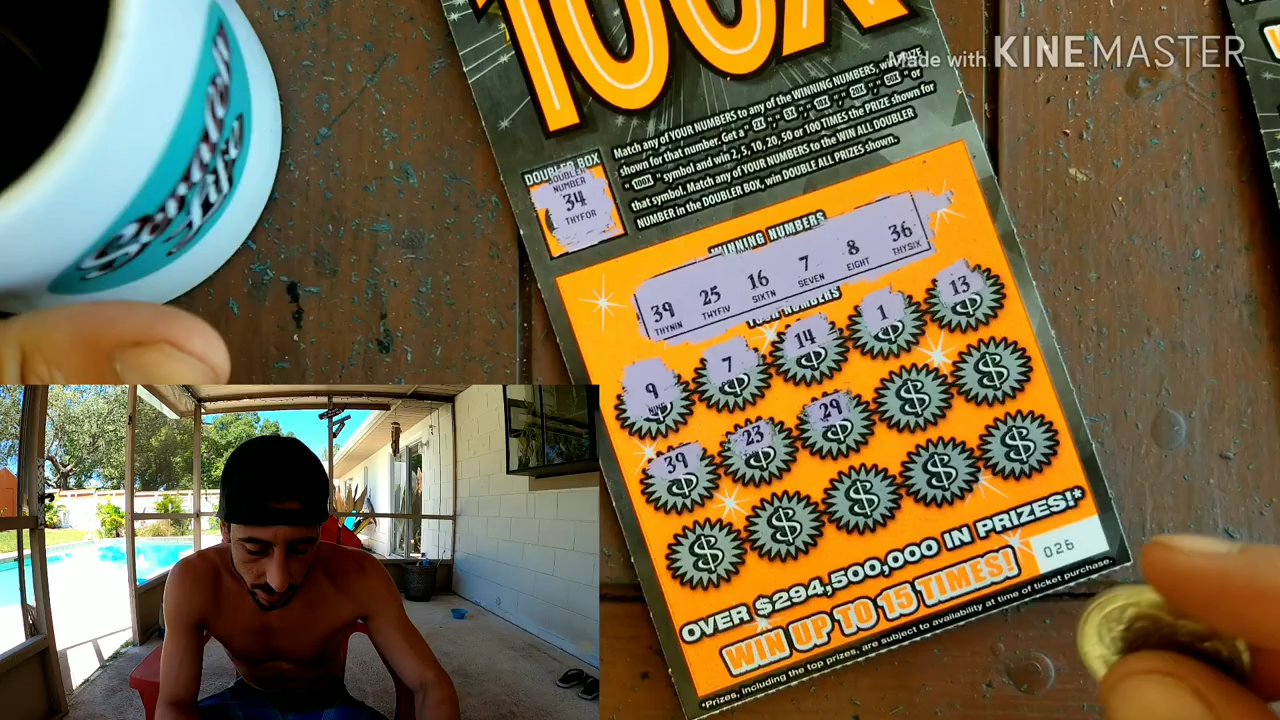 100X
Made with KINEMASTER
Match any of YOUR NUMBERS to any of the WINNING NUMBERS, win PRIZE
shown for that number. Get a "2X", "5X", "10X", "20X", "50X" or
"100X" symbol and win 2, 5, 10, 20, 50 or 100 TIMES the PRIZE shown for
that symbol. Match any of YOUR NUMBERS to the WIN ALL DOUBLER
NUMBER in the DOUBLER BOX, win DOUBLE ALL PRIZES shown.
DOUBLER BOX
DOUBLER
NUMBER
34
THYFOR
WINNING NUMBERS
39 25 16 7 8 36
THYNIN THYFIV SIXTN SEVEN EIGHT THYSIX
YOUR NUMBERS
9 7 14 1 13
NINE
39 23 29 $ $
$ $ $ $ $
OVER $294,500,000 IN PRIZES!*
WIN UP TO 15 TIMES!
026
*Prizes, including the top prizes, are subject to availability at time of ticket purchase.
Life